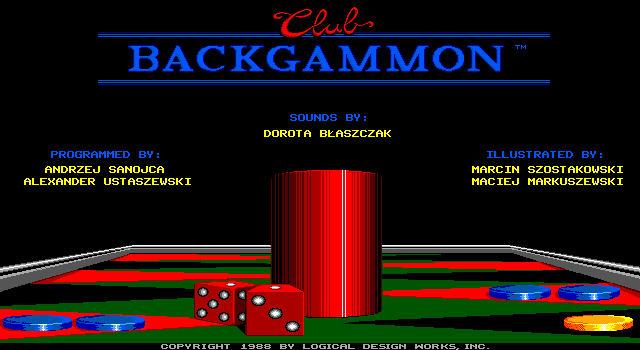 Club
BACKGAMMON™
SOUNDS BY:
DOROTA BŁASZCZAK
PROGRAMMED BY:
ANDRZEJ SANOJCA
ALEXANDER USTASZEWSKI
ILLUSTRATED BY:
MARCIN SZOSTAKOWSKI
MACIEJ MARKUSZEWSKI
COPYRIGHT 1988 BY LOGICAL DESIGN WORKS, INC.